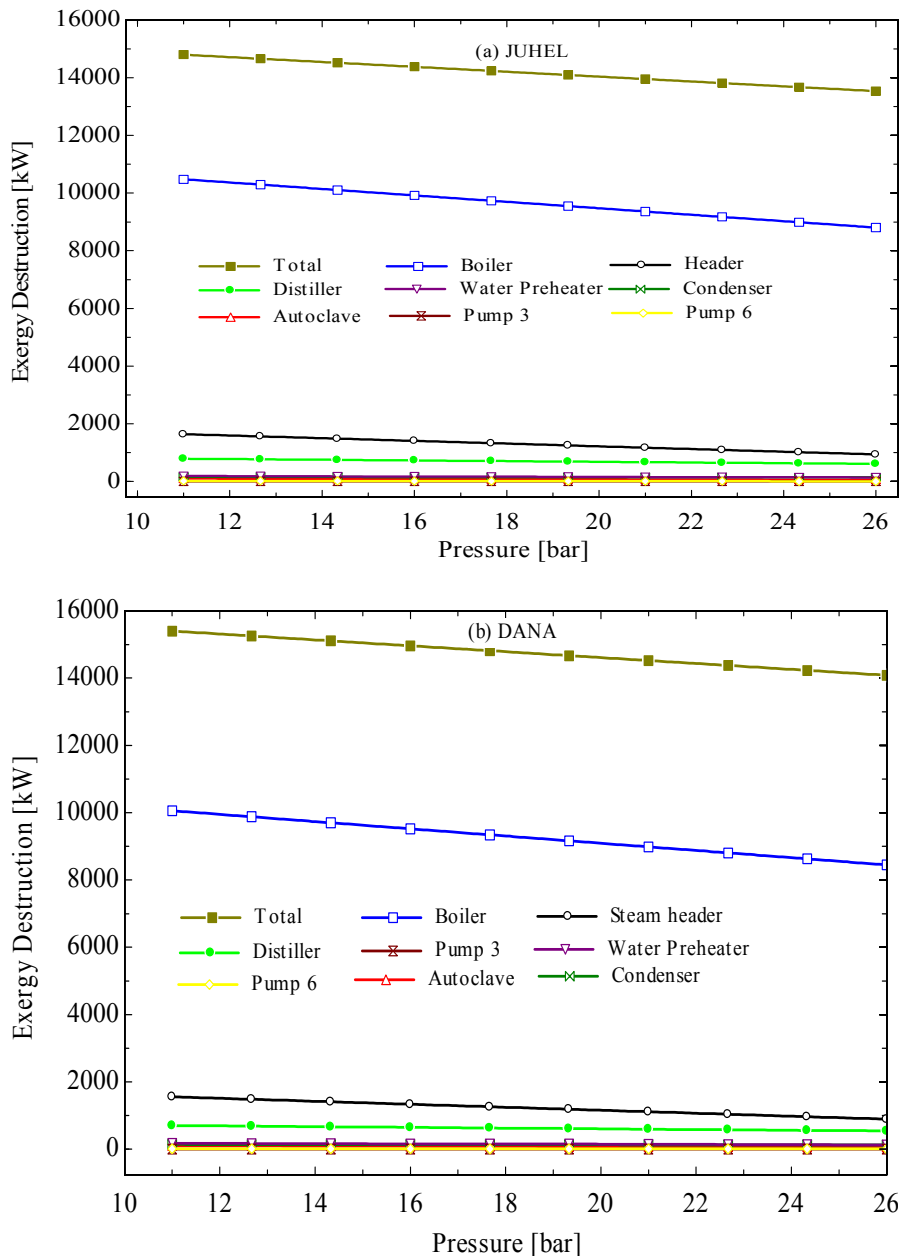 16000
(a) JUHEL
14000
12000
10000
8000
6000
4000
2000
0
Exergy Destruction [kW]
Total
Boiler
Header
Distiller
Water Preheater
Condenser
Autoclave
Pump 3
Pump 6
10 12 14 16 18 20 22 24 26
Pressure [bar]
16000
(b) DANA
14000
12000
10000
8000
6000
4000
2000
0
Exergy Destruction [kW]
Total
Boiler
Steam header
Distiller
Pump 3
Water Preheater
Pump 6
Autoclave
Condenser
10 12 14 16 18 20 22 24 26
Pressure [bar]